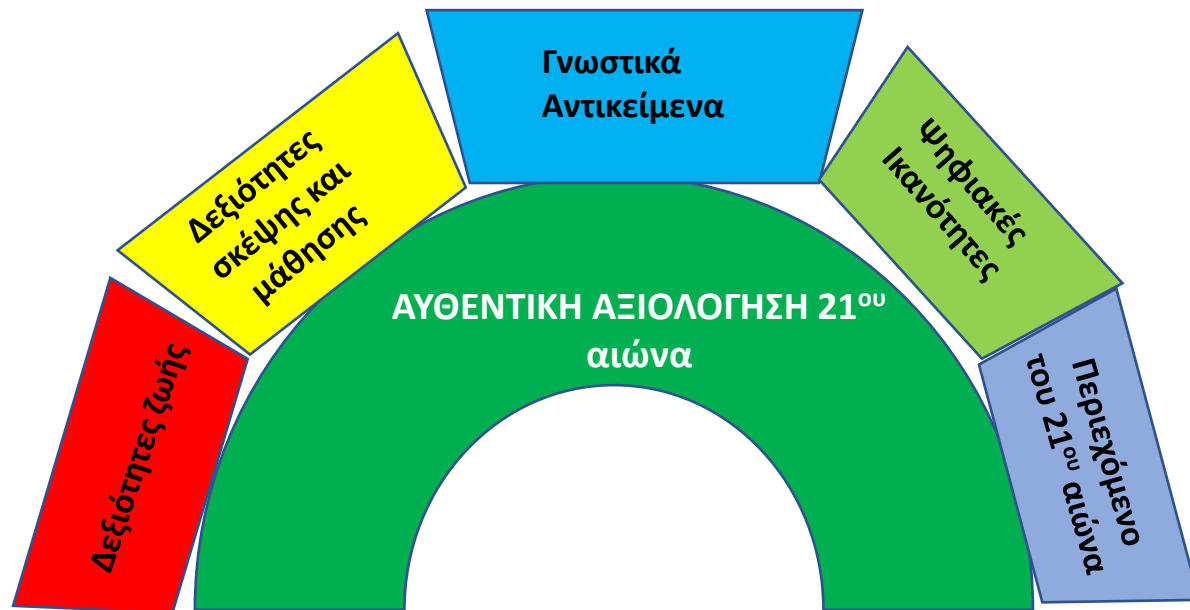 Γνωστικά
Αντικείμενα
Δεξιότητες
σκέψης και
μάθησης
Ψηφιακές
Ικανότητες
ΑΥΘΕΝΤΙΚΗ ΑΞΙΟΛΟΓΗΣΗ 21ου
αιώνα
Δεξιότητες ζωής
Περιεχόμενο
του 21ου αιώνα